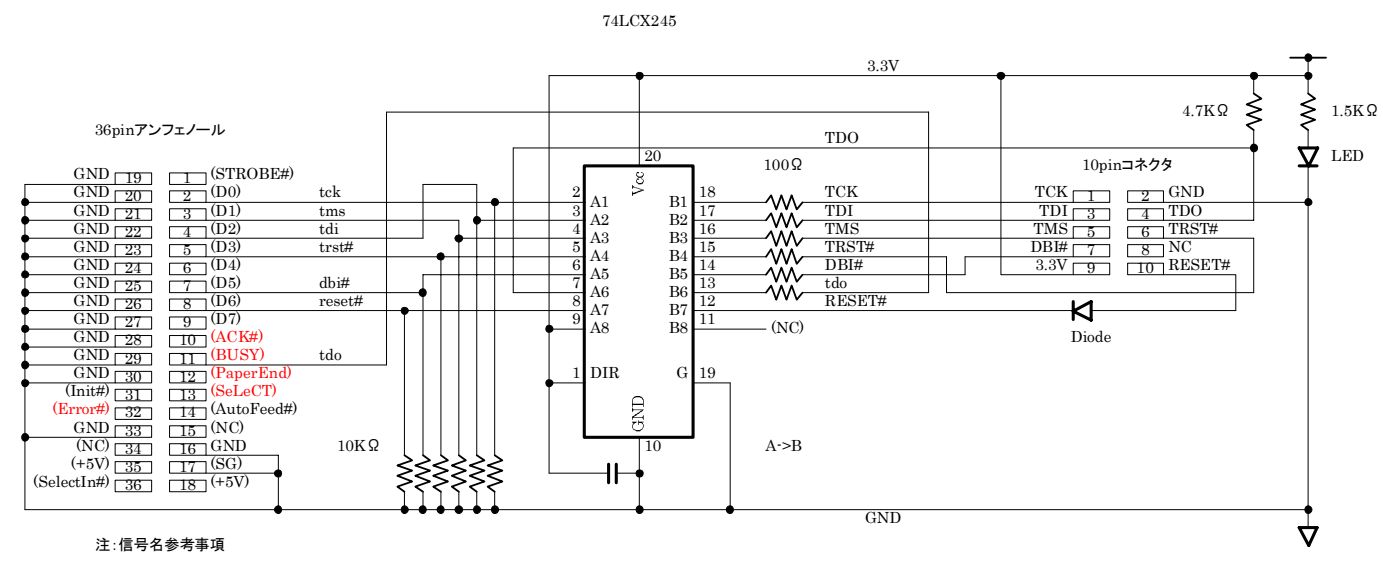 74LCX245
3.3V
4.7KΩ
1.5KΩ
LED
36pinアンフェノール
TDO
100Ω
10pinコネクタ
GND 19 1 (STROBE#)
GND 20 2 (D0) tck
GND 21 3 (D1) tms
GND 22 4 (D2) tdi
GND 23 5 (D3) trst#
GND 24 6 (D4)
GND 25 7 (D5) dbi#
GND 26 8 (D6) reset#
GND 27 9 (D7)
GND 28 10 (ACK#)
GND 29 11 (BUSY) tdo
GND 30 12 (PaperEnd)
(Init#) 31 13 (SeLeCT)
(Error#) 32 14 (AutoFeed#)
GND 33 15 (NC)
(NC) 34 16 GND
(+5V) 35 17 (SG)
(SelectIn#) 36 18 (+5V)
10KΩ
20
Vcc
2 A1 B1 18 TCK
3 A2 B2 17 TDI
4 A3 B3 16 TMS
5 A4 B4 15 TRST#
6 A5 B5 14 DBI#
7 A6 B6 13 tdo
8 A7 B7 12 RESET#
9 A8 B8 11 (NC)
1 DIR G 19
GND
10
A->B
TCK 1 2 GND
TDI 3 4 TDO
TMS 5 6 TRST#
DBI# 7 8 NC
3.3V 9 10 RESET#
Diode
GND
注:信号名参考事項